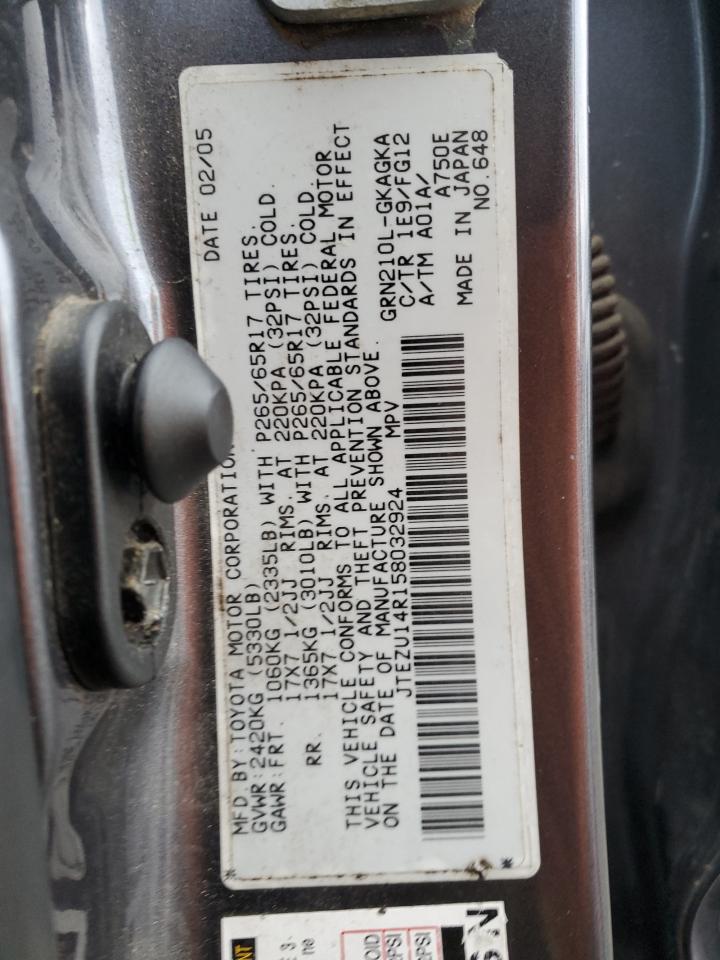 DATE 02/05
MFD.BY:TOYOTA MOTOR CORPORATION
GVWR:2420KG (5330LB)
GAWR:FRT. 1060KG (2335LB) WITH P265/65R17 TIRES.
17X7 1/2JJ RIMS. AT 220KPA (32PSI) COLD.
RR. 1365KG (3010LB) WITH P265/65R17 TIRES.
17X7 1/2JJ RIMS. AT 220KPA (32PSI) COLD.
THIS VEHICLE CONFORMS TO ALL APPLICABLE FEDERAL MOTOR
VEHICLE SAFETY AND THEFT PREVENTION STANDARDS IN EFFECT
ON THE DATE OF MANUFACTURE SHOWN ABOVE.
JTEZU14R158032924 MPV
GRN210L-GKAGKA
C/TR 1E9/FG12
A/TM A01A/
A750E
MADE IN JAPAN
NO.648